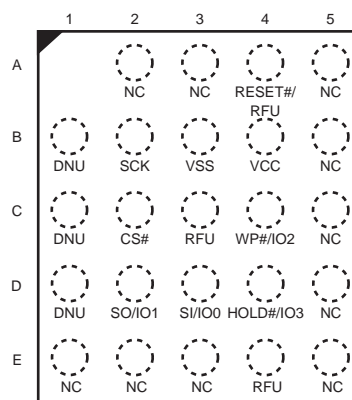 1 2 3 4 5
A
NC NC RESET#/ NC
RFU
B
DNU SCK VSS VCC NC
C
DNU CS# RFU WP#/IO2 NC
D
DNU SO/IO1 SI/IO0 HOLD#/IO3 NC
E
NC NC NC RFU NC